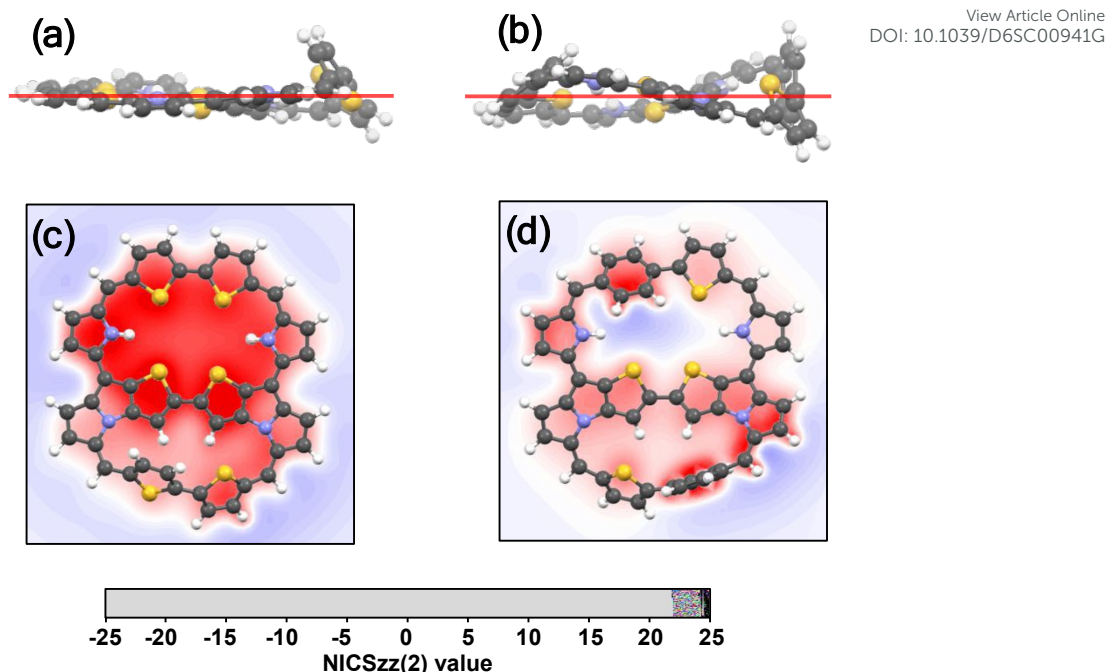 View Article Online
DOI: 10.1039/D6SC00941G
(a)
(b)
(c)
(d)
-25 -20 -15 -10 -5 0 5 10 15 20 25
NICSzz(2) value